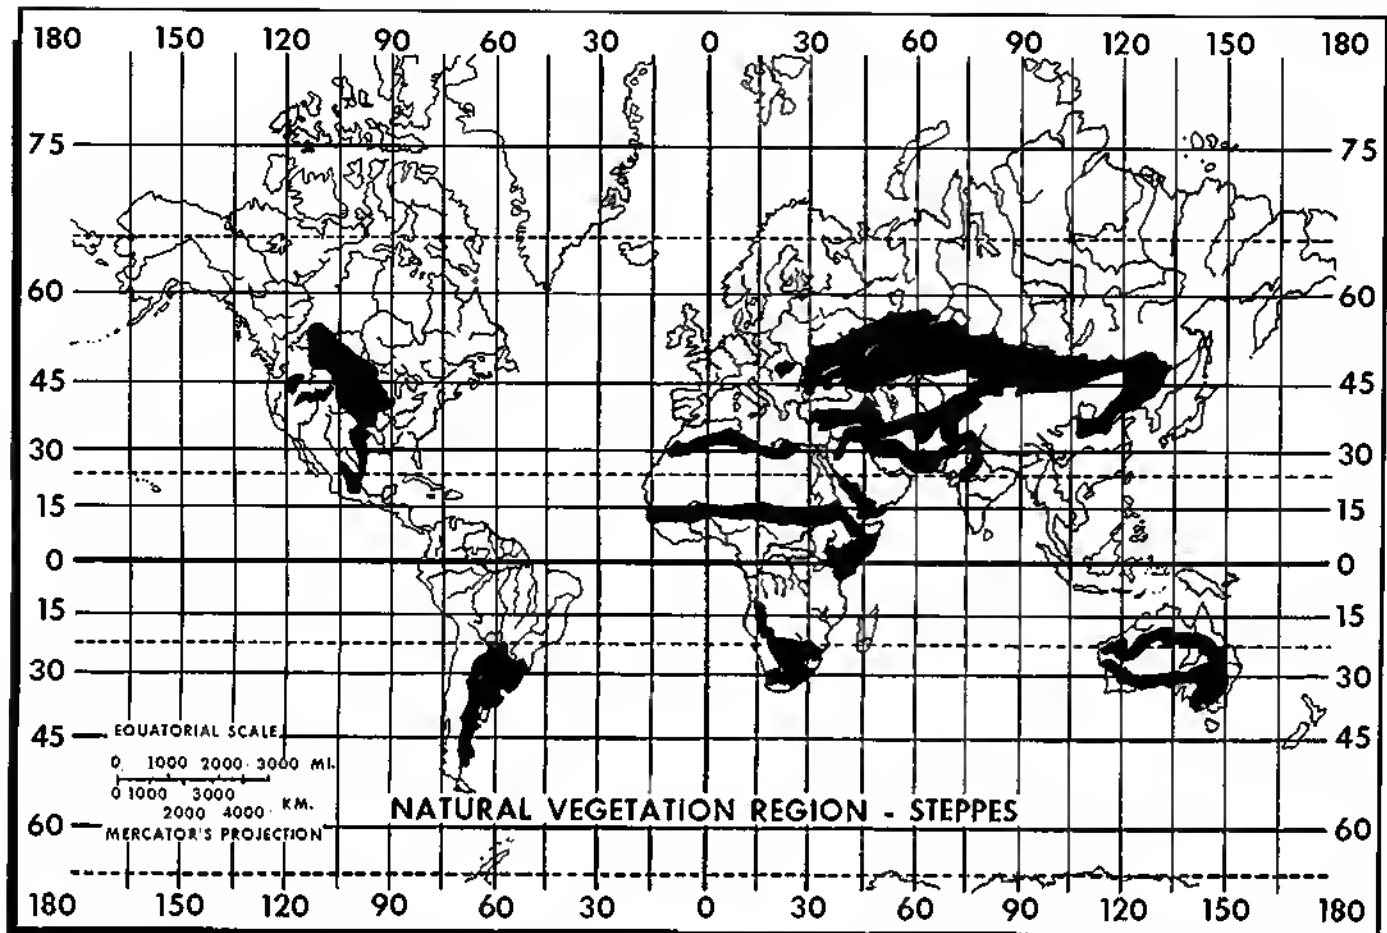 180 150 120 90 60 30 0 30 60 90 120 150 180
75 75
60 60
45 45
30 30
15 15
0 0
15 15
30 30
EQUATORIAL SCALE
45 45
0 1000 2000 3000 MI.
0 1000 3000
2000 4000 KM.
NATURAL VEGETATION REGION - STEPPES
60 60
MERCATOR'S PROJECTION
180 150 120 90 60 30 0 30 60 90 120 150 180